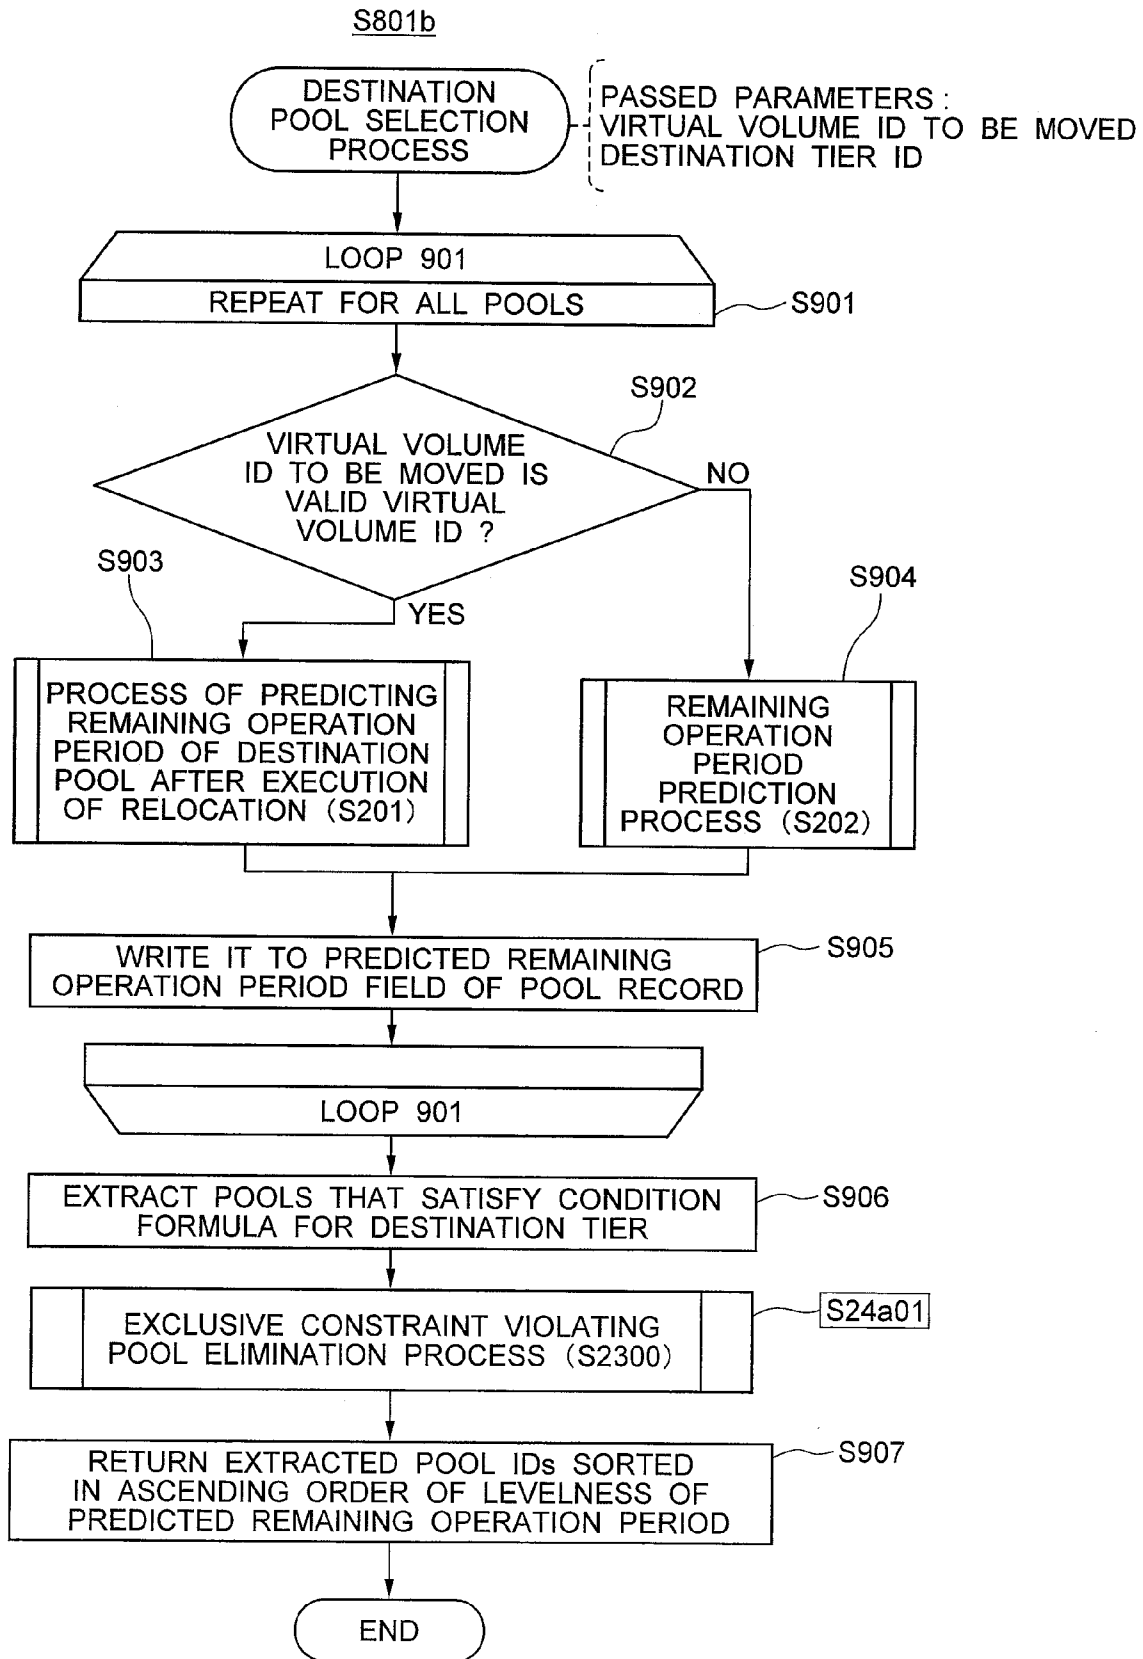 S801b
DESTINATION
POOL SELECTION
PROCESS
PASSED PARAMETERS :
VIRTUAL VOLUME ID TO BE MOVED
DESTINATION TIER ID
LOOP 901
REPEAT FOR ALL POOLS
S901
S902
VIRTUAL VOLUME
ID TO BE MOVED IS
VALID VIRTUAL
VOLUME ID ?
NO
YES
S903
S904
PROCESS OF PREDICTING
REMAINING OPERATION
PERIOD OF DESTINATION
POOL AFTER EXECUTION
OF RELOCATION (S201)
REMAINING
OPERATION
PERIOD
PREDICTION
PROCESS (S202)
WRITE IT TO PREDICTED REMAINING
OPERATION PERIOD FIELD OF POOL RECORD
S905
LOOP 901
EXTRACT POOLS THAT SATISFY CONDITION
FORMULA FOR DESTINATION TIER
S906
EXCLUSIVE CONSTRAINT VIOLATING
POOL ELIMINATION PROCESS (S2300)
S24a01
RETURN EXTRACTED POOL IDs SORTED
IN ASCENDING ORDER OF LEVELNESS OF
PREDICTED REMAINING OPERATION PERIOD
S907
END